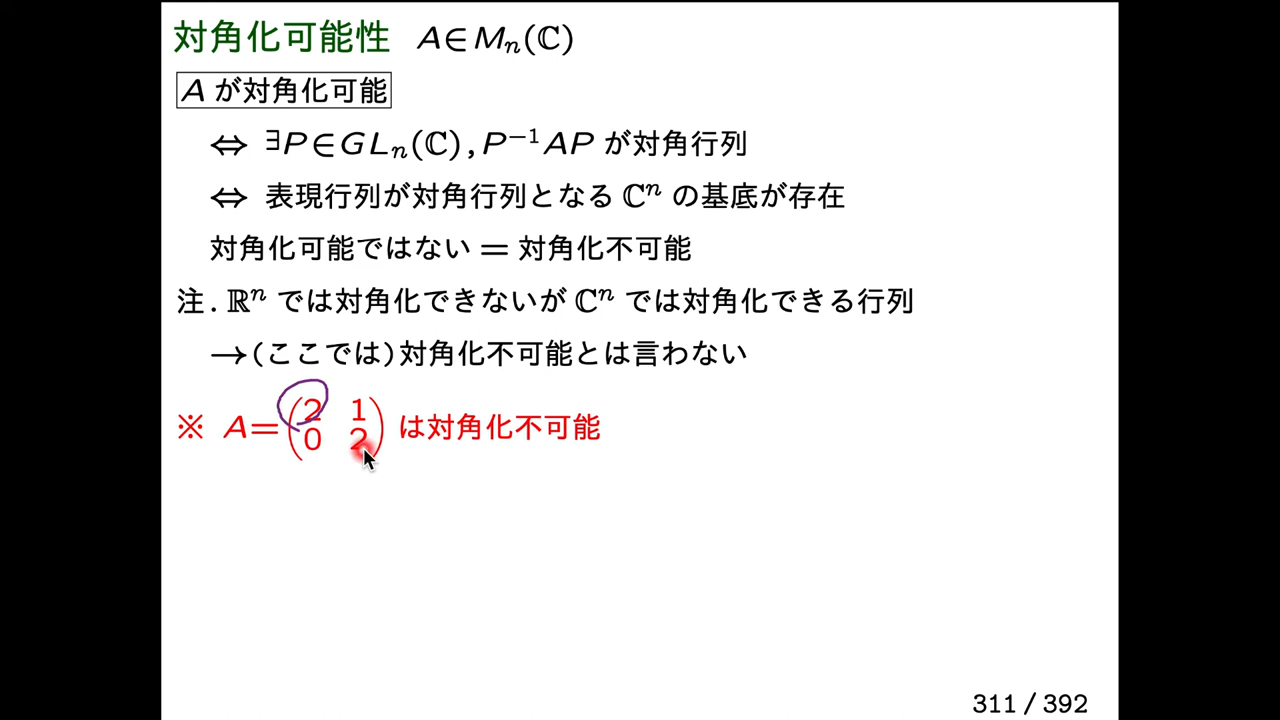 対角化可能性 A∈Mₙ(ℂ)
A が対角化可能
⇔ ∃P∈GLₙ(ℂ), P⁻¹AP が対角行列
⇔ 表現行列が対角行列となる ℂⁿ の基底が存在
対角化可能ではない = 対角化不可能
注. ℝⁿ では対角化できないが ℂⁿ では対角化できる行列
→(ここでは)対角化不可能とは言わない
※ A=(2 1
0 2) は対角化不可能
311 / 392